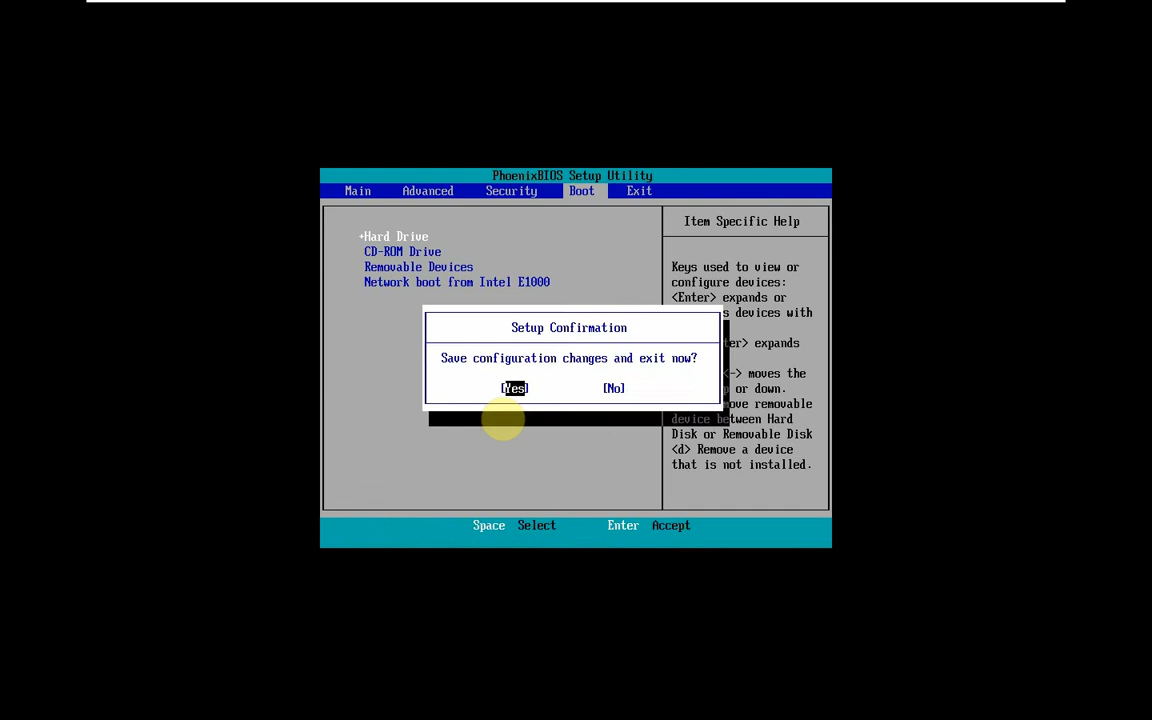 PhoenixBIOS Setup Utility
Main Advanced Security Boot Exit
+Hard Drive
CD-ROM Drive
Removable Devices
Network boot from Intel E1000
Item Specific Help
Keys used to view or
configure devices:
<Enter> expands or
s devices with
ter> expands
<-> moves the
p or down.
ove removable
device between Hard
Disk or Removable Disk
<d> Remove a device
that is not installed.
Setup Confirmation
Save configuration changes and exit now?
[Yes] [No]
Space Select Enter Accept